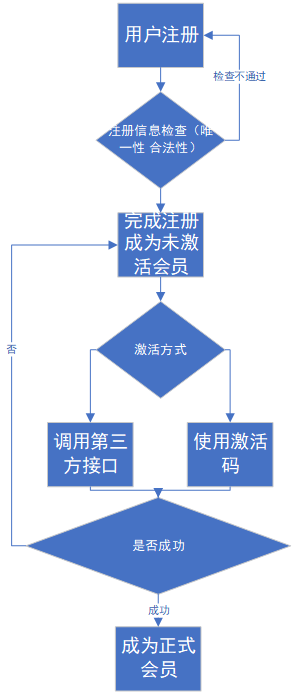 用户注册
检查不通过
注册信息检查（唯
一性 合法性）
完成注册
成为未激
活会员
激活方式
否
调用第三
方接口
使用激活
码
是否成功
成功
成为正式
会员